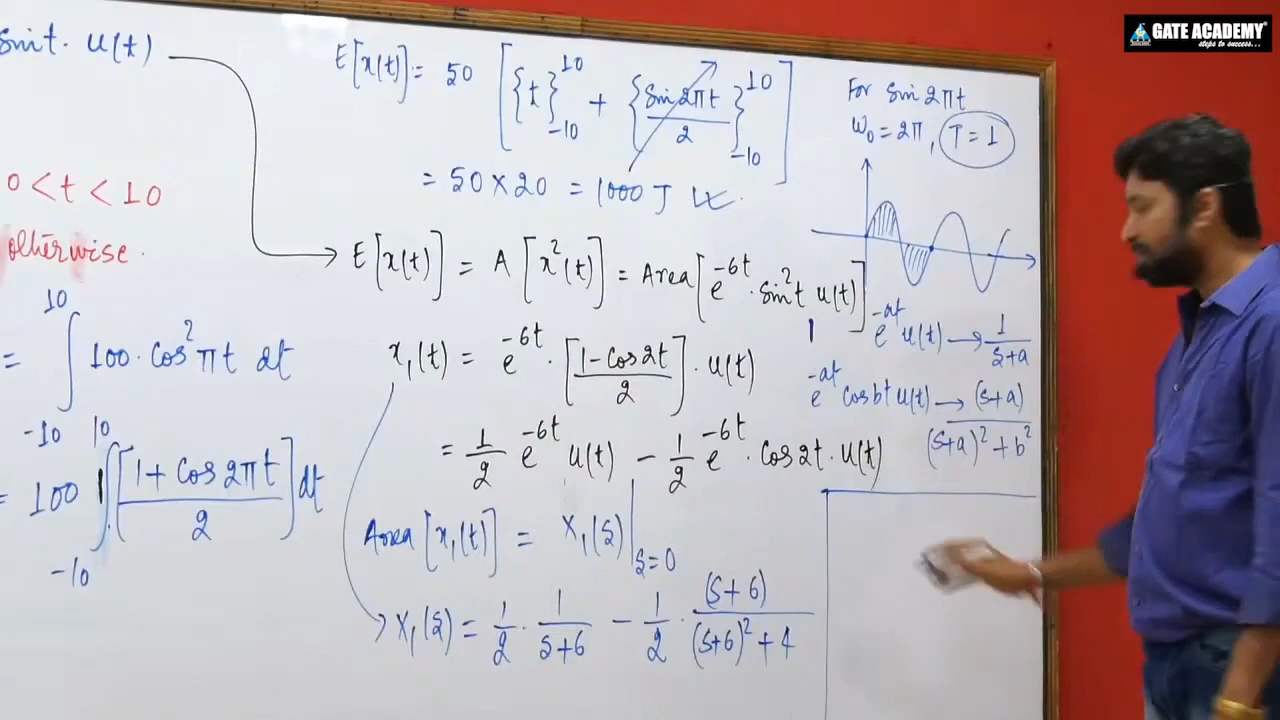 Sint. u(t)
0 < t < 10
otherwise.
= ∫_{-10}^{10} 100. cos² πt dt
= 100 ∫_{-10}^{10} [(1 + cos 2πt)/2] dt
E[x(t)] = 50 [{t}_{-10}^{10} + {Sin 2πt/2}_{-10}^{10}]
= 50 × 20 = 1000 J
E[x(t)] = A[x²(t)] = Area[e^{-6t}. sin²t u(t)]
x₁(t) = e^{-6t} . [(1 - cos 2t)/2] . u(t)
= 1/2 e^{-6t} u(t) - 1/2 e^{-6t} . cos 2t. u(t)
Area [x₁(t)] = X₁(s)|_{s=0}
X₁(s) = 1/2 . 1/(s+6) - 1/2 . (s+6)/((s+6)² + 4)
For sin 2πt
ω₀ = 2π, T = 1
e^{-at} u(t) → 1/(s+a)
e^{-at} cos bt u(t) → (s+a)/((s+a)² + b²)
GATE ACADEMY®
steps to success...